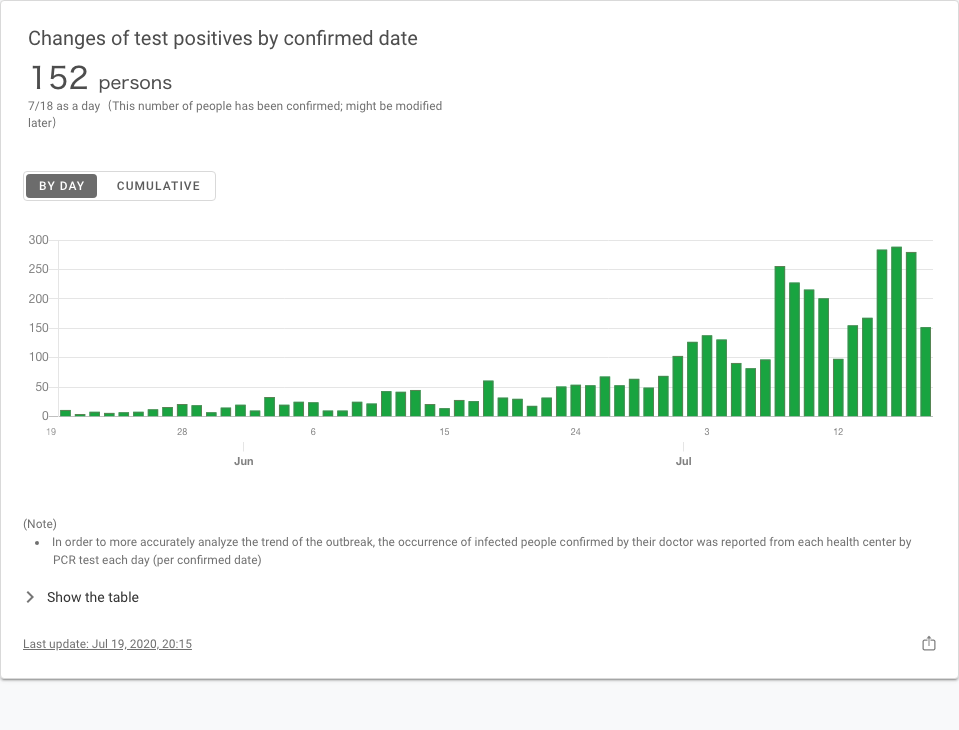 Changes of test positives by confirmed date
152 persons
7/18 as a day（This number of people has been confirmed; might be modified
later）
BY DAY CUMULATIVE
300
250
200
150
100
50
0
19 28 6 15 24 3 12
Jun Jul
(Note)
• In order to more accurately analyze the trend of the outbreak, the occurrence of infected people confirmed by their doctor was reported from each health center by
PCR test each day (per confirmed date)
Show the table
Last update: Jul 19, 2020, 20:15